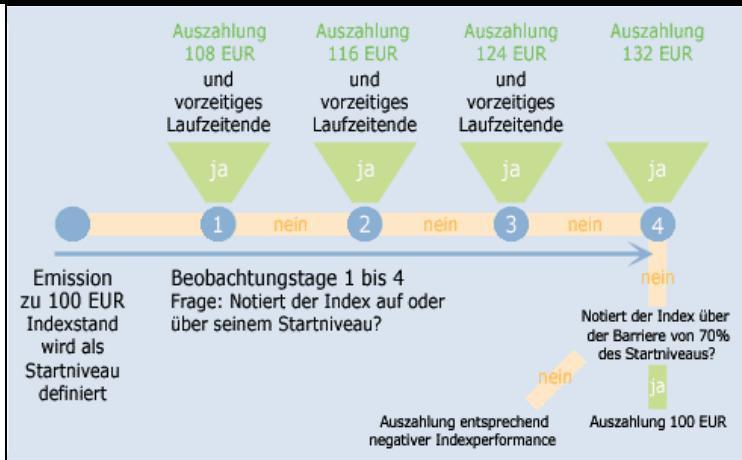 Auszahlung
108 EUR
und
vorzeitiges
Laufzeitende
ja
Auszahlung
116 EUR
und
vorzeitiges
Laufzeitende
ja
Auszahlung
124 EUR
und
vorzeitiges
Laufzeitende
ja
Auszahlung
132 EUR
ja
1
nein
2
nein
3
nein
4
Emission
zu 100 EUR
Indexstand
wird als
Startniveau
definiert
Beobachtungstage 1 bis 4
Frage: Notiert der Index auf oder
über seinem Startniveau?
nein
Notiert der Index über
der Barriere von 70%
des Startniveaus?
nein
ja
Auszahlung entsprechend
negativer Indexperformance
Auszahlung 100 EUR